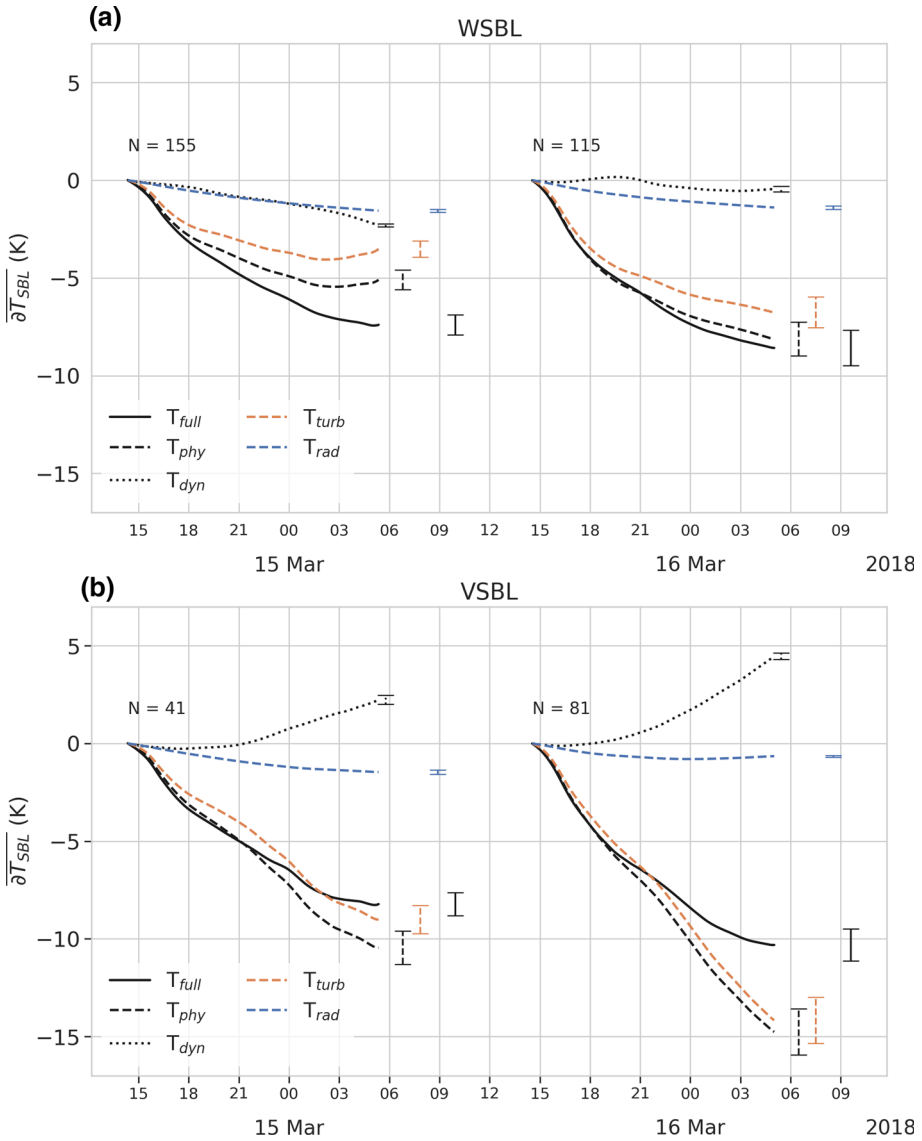 (a)
WSBL
5
0
−5
−10
−15
∂T_SBL (K)
N = 155
N = 115
T_full
T_turb
T_phy
T_rad
T_dyn
15 18 21 00 03 06 09 12 15 18 21 00 03 06 09
15 Mar 16 Mar 2018
(b)
VSBL
5
0
−5
−10
−15
∂T_SBL (K)
N = 41
N = 81
T_full
T_turb
T_phy
T_rad
T_dyn
15 18 21 00 03 06 09 12 15 18 21 00 03 06 09
15 Mar 16 Mar 2018